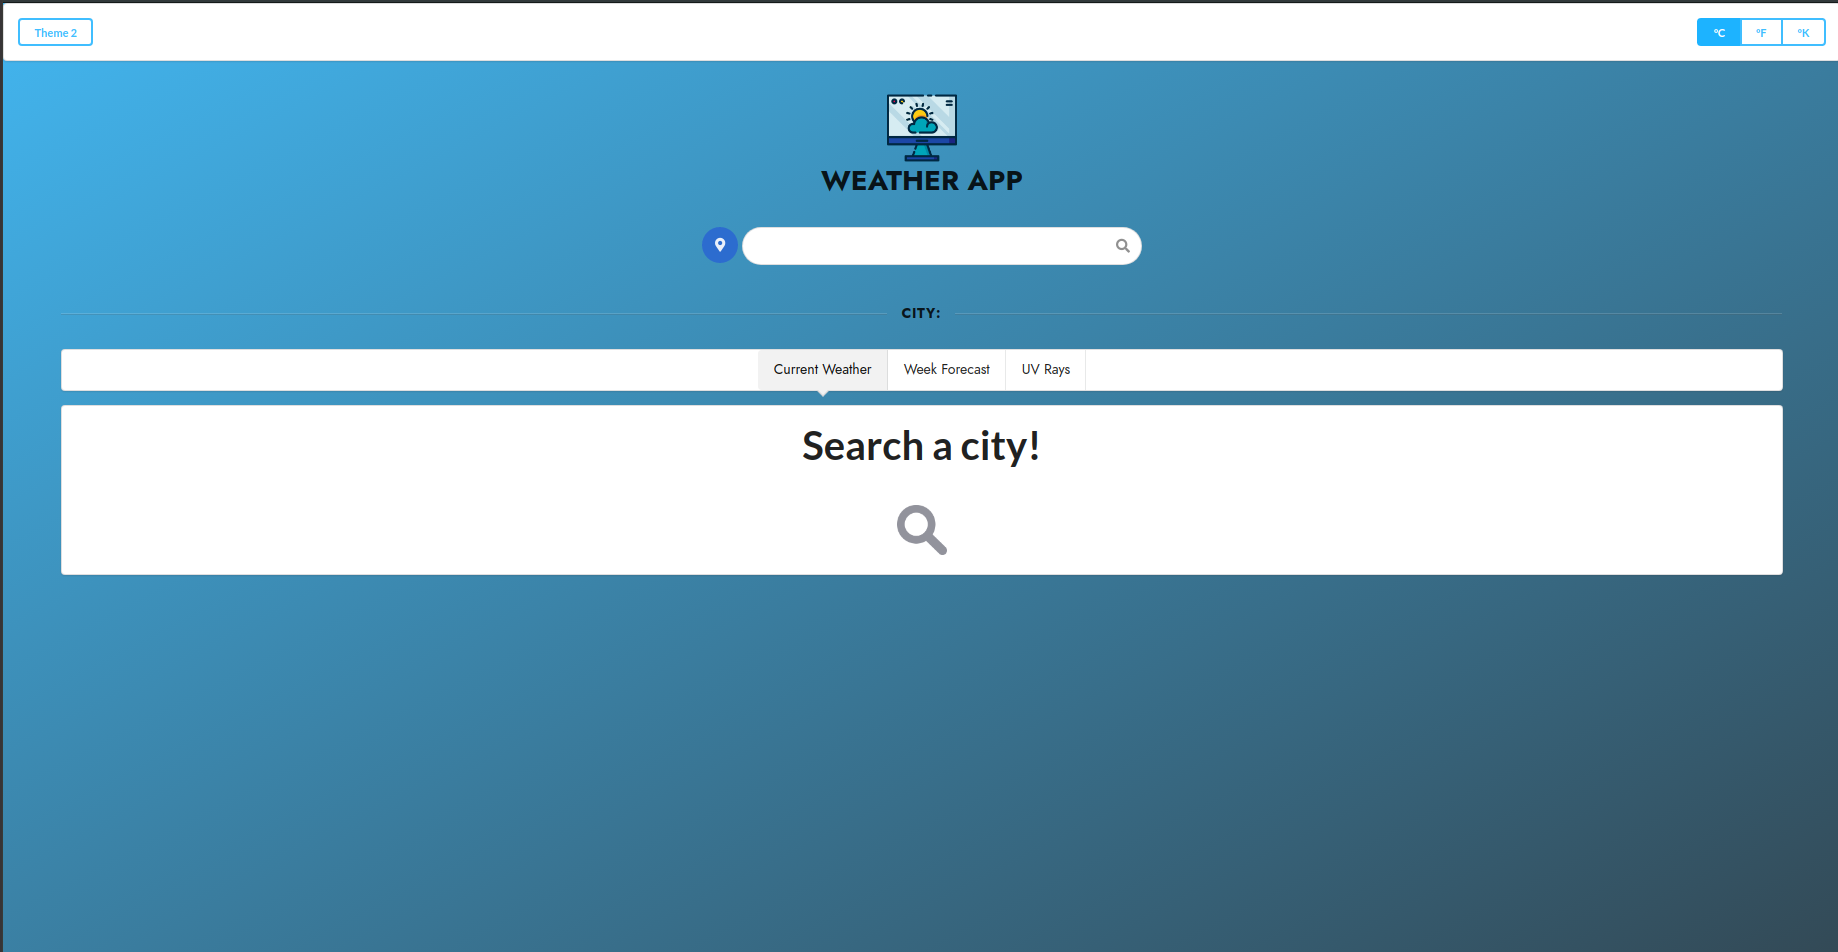 Theme 2
°C °F °K
WEATHER APP
CITY:
Current Weather Week Forecast UV Rays
Search a city!